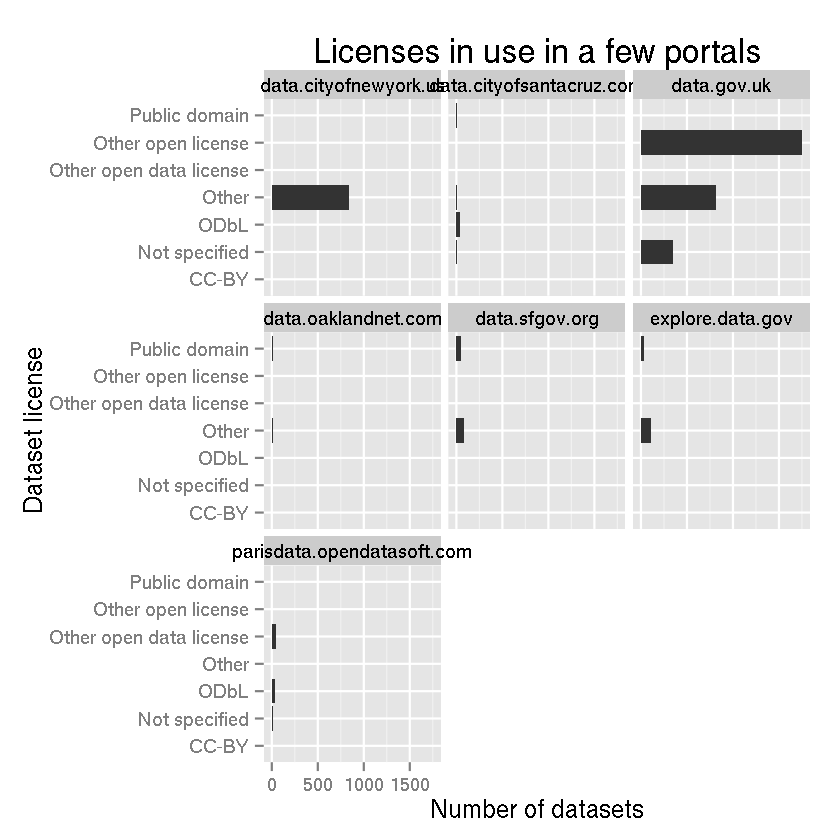 Licenses in use in a few portals
data.cityofnewyork.us data.cityofsantacruz.com data.gov.uk
Public domain
Other open license
Other open data license
Other
ODbL
Not specified
CC-BY
data.oaklandnet.com data.sfgov.org explore.data.gov
Public domain
Other open license
Other open data license
Other
ODbL
Not specified
CC-BY
parisdata.opendatasoft.com
Public domain
Other open license
Other open data license
Other
ODbL
Not specified
CC-BY
0 500 1000 1500
Number of datasets
Dataset license